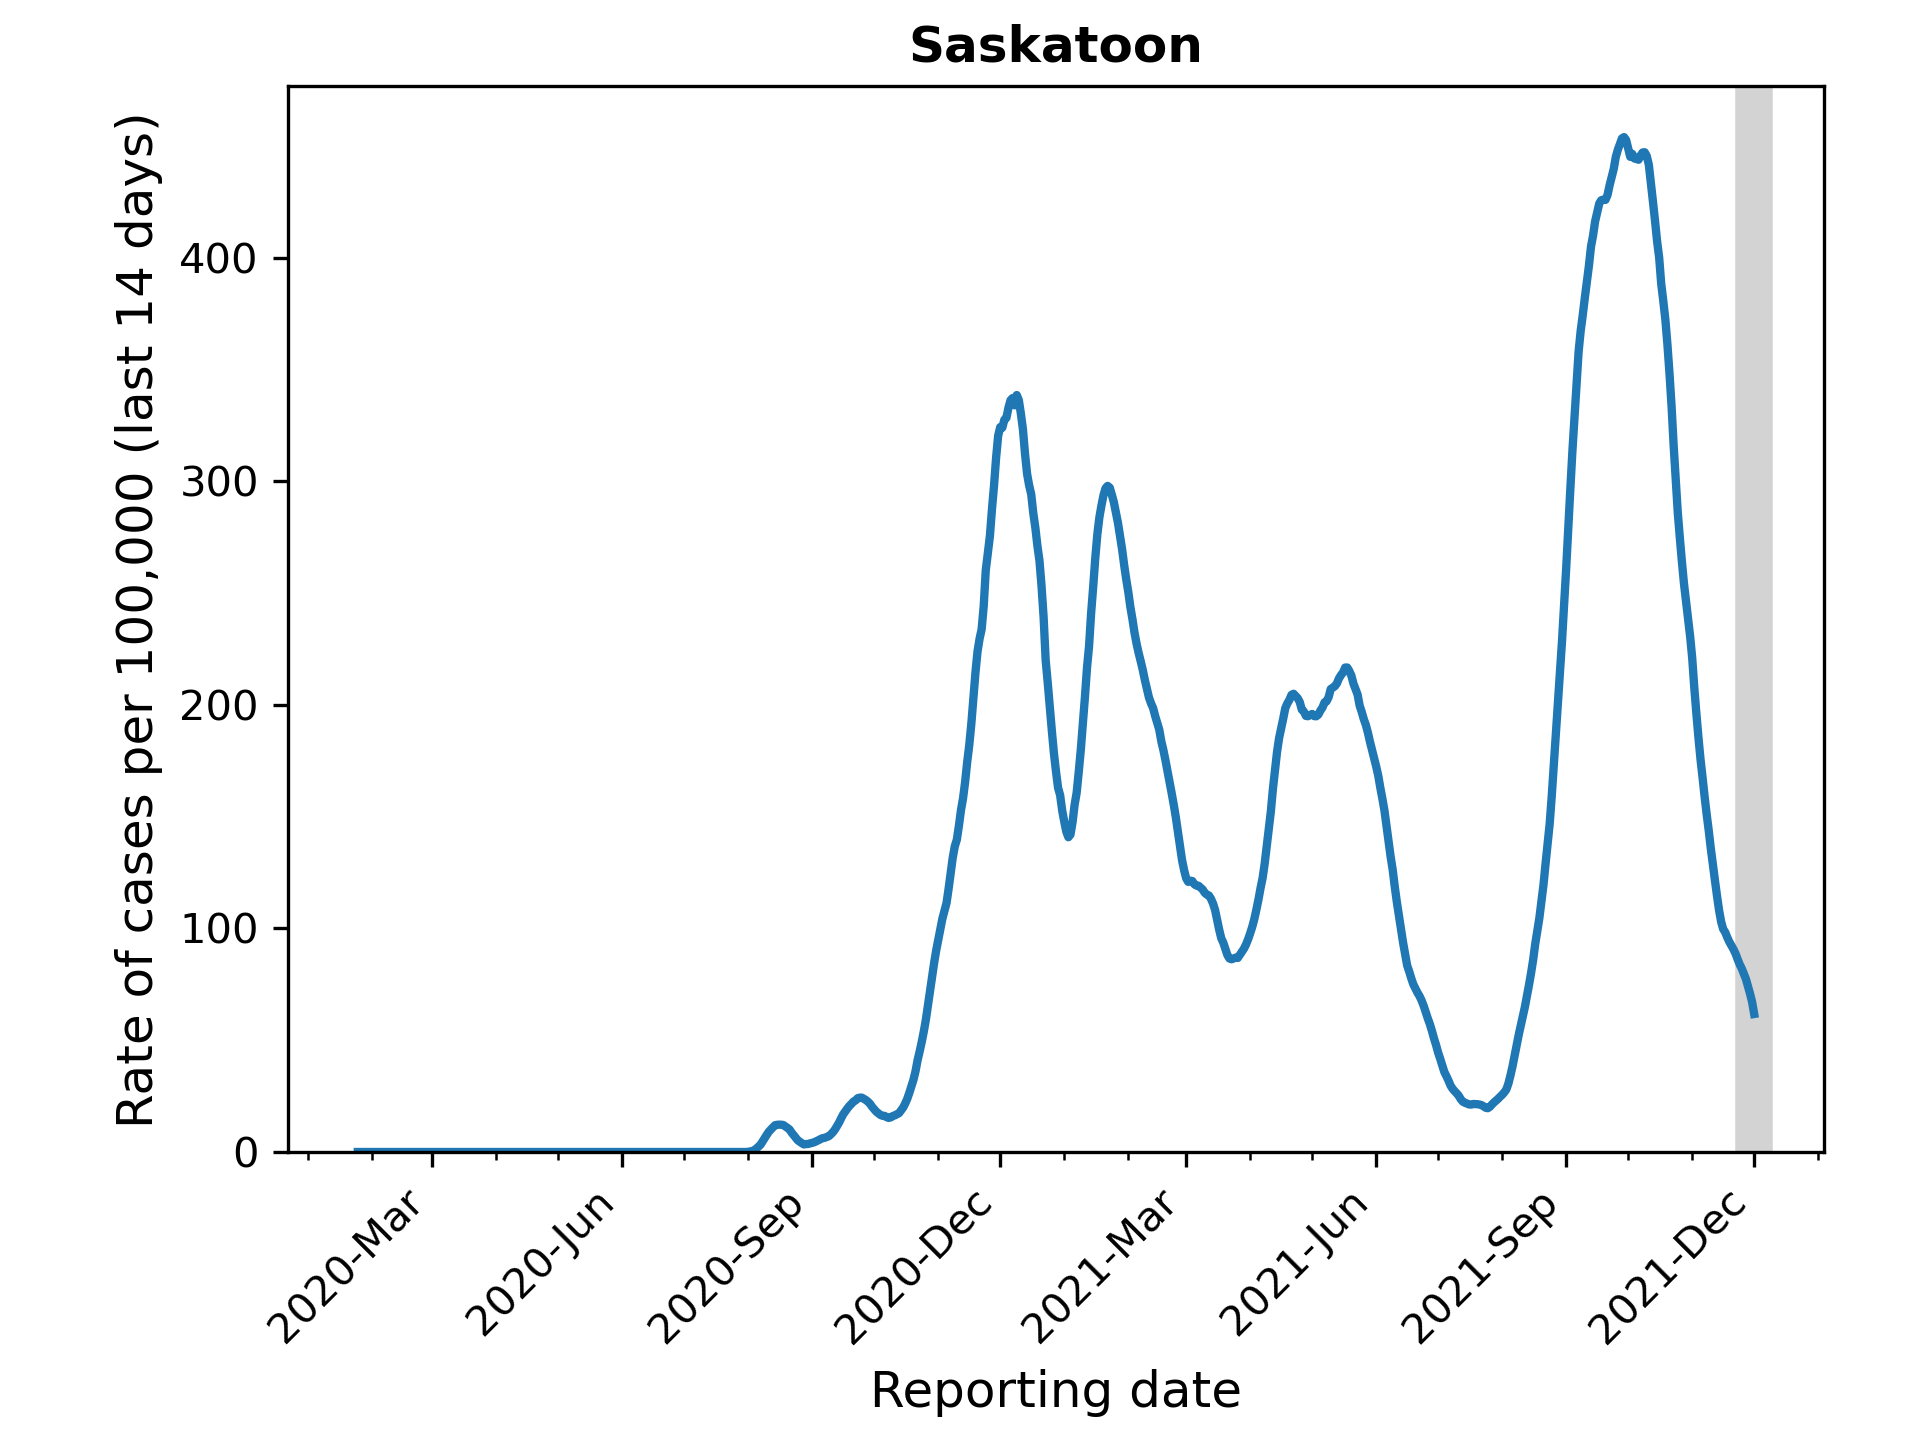 Saskatoon
Rate of cases per 100,000 (last 14 days)
400
300
200
100
0
2020-Mar
2020-Jun
2020-Sep
2020-Dec
2021-Mar
2021-Jun
2021-Sep
2021-Dec
Reporting date